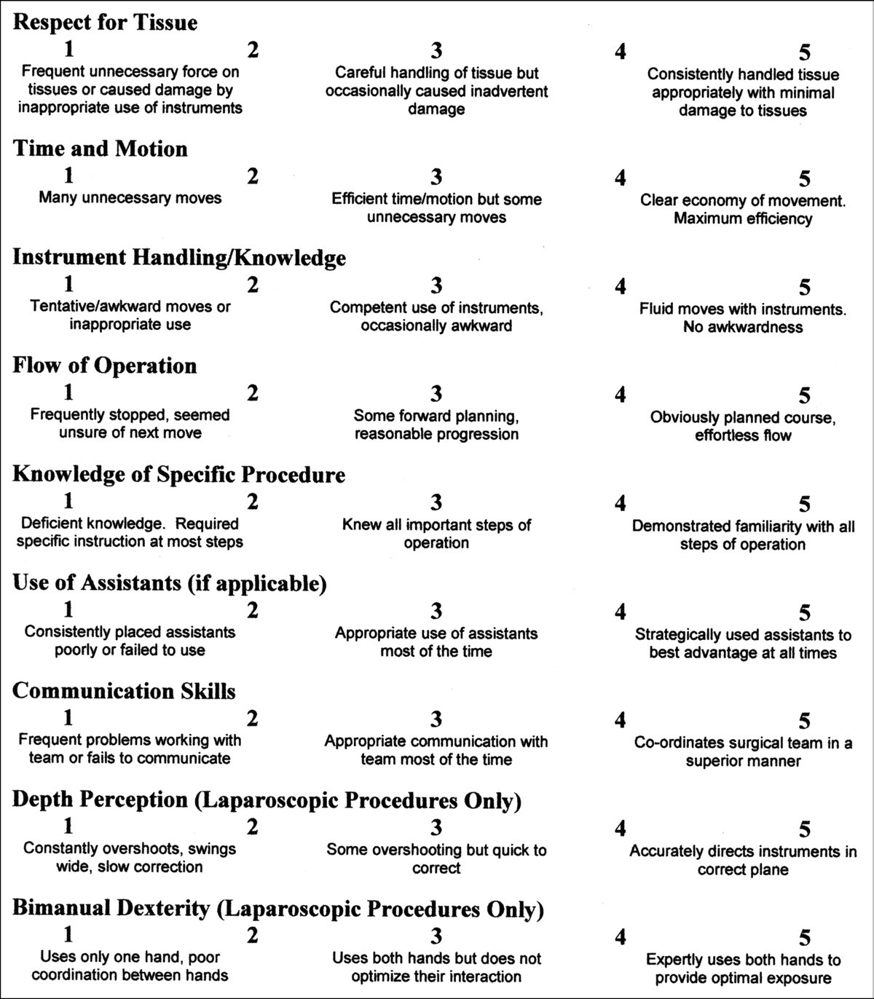 Respect for Tissue
1 2 3 4 5
Frequent unnecessary force on
tissues or caused damage by
inappropriate use of instruments
Careful handling of tissue but
occasionally caused inadvertent
damage
Consistently handled tissue
appropriately with minimal
damage to tissues
Time and Motion
1 2 3 4 5
Many unnecessary moves
Efficient time/motion but some
unnecessary moves
Clear economy of movement.
Maximum efficiency
Instrument Handling/Knowledge
1 2 3 4 5
Tentative/awkward moves or
inappropriate use
Competent use of instruments,
occasionally awkward
Fluid moves with instruments.
No awkwardness
Flow of Operation
1 2 3 4 5
Frequently stopped, seemed
unsure of next move
Some forward planning,
reasonable progression
Obviously planned course,
effortless flow
Knowledge of Specific Procedure
1 2 3 4 5
Deficient knowledge. Required
specific instruction at most steps
Knew all important steps of
operation
Demonstrated familiarity with all
steps of operation
Use of Assistants (if applicable)
1 2 3 4 5
Consistently placed assistants
poorly or failed to use
Appropriate use of assistants
most of the time
Strategically used assistants to
best advantage at all times
Communication Skills
1 2 3 4 5
Frequent problems working with
team or fails to communicate
Appropriate communication with
team most of the time
Co-ordinates surgical team in a
superior manner
Depth Perception (Laparoscopic Procedures Only)
1 2 3 4 5
Constantly overshoots, swings
wide, slow correction
Some overshooting but quick to
correct
Accurately directs instruments in
correct plane
Bimanual Dexterity (Laparoscopic Procedures Only)
1 2 3 4 5
Uses only one hand, poor
coordination between hands
Uses both hands but does not
optimize their interaction
Expertly uses both hands to
provide optimal exposure